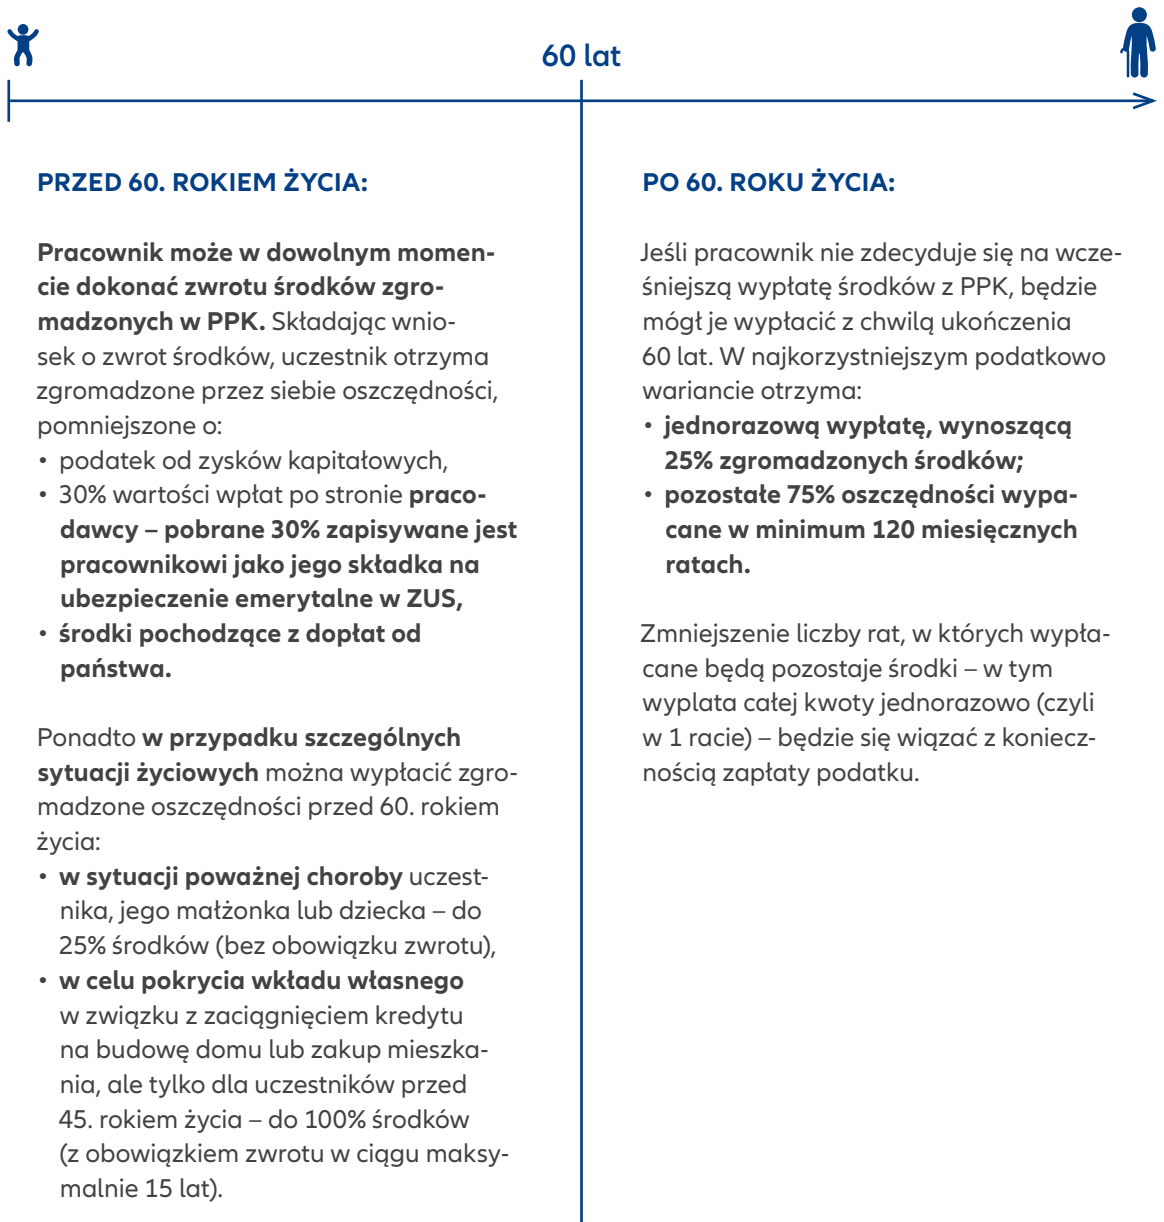 60 lat
PRZED 60. ROKIEM ŻYCIA:
Pracownik może w dowolnym momen-
cie dokonać zwrotu środków zgro-
madzonych w PPK. Składając wnio-
sek o zwrot środków, uczestnik otrzyma
zgromadzone przez siebie oszczędności,
pomniejszone o:
• podatek od zysków kapitałowych,
• 30% wartości wpłat po stronie praco-
dawcy – pobrane 30% zapisywane jest
pracownikowi jako jego składka na
ubezpieczenie emerytalne w ZUS,
• środki pochodzące z dopłat od
państwa.
Ponadto w przypadku szczególnych
sytuacji życiowych można wypłacić zgro-
madzone oszczędności przed 60. rokiem
życia:
• w sytuacji poważnej choroby uczest-
nika, jego małżonka lub dziecka – do
25% środków (bez obowiązku zwrotu),
• w celu pokrycia wkładu własnego
w związku z zaciągnięciem kredytu
na budowę domu lub zakup mieszka-
nia, ale tylko dla uczestników przed
45. rokiem życia – do 100% środków
(z obowiązkiem zwrotu w ciągu maksy-
malnie 15 lat).
PO 60. ROKU ŻYCIA:
Jeśli pracownik nie zdecyduje się na wcze-
śniejszą wypłatę środków z PPK, będzie
mógł je wypłacić z chwilą ukończenia
60 lat. W najkorzystniejszym podatkowo
wariancie otrzyma:
• jednorazową wypłatę, wynoszącą
25% zgromadzonych środków;
• pozostałe 75% oszczędności wypa-
cane w minimum 120 miesięcznych
ratach.
Zmniejszenie liczby rat, w których wypła-
cane będą pozostaje środki – w tym
wyplata całej kwoty jednorazowo (czyli
w 1 racie) – będzie się wiązać z koniecz-
nością zapłaty podatku.